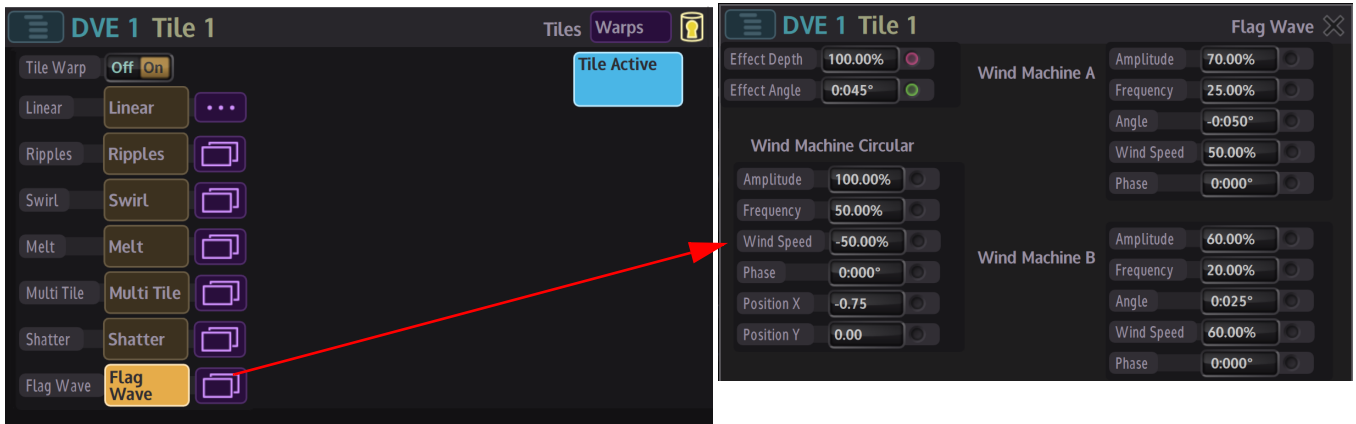 DVE 1 Tile 1
Tiles Warps
Tile Warp Off On
Tile Active
Linear Linear
Ripples Ripples
Swirl Swirl
Melt Melt
Multi Tile Multi Tile
Shatter Shatter
Flag Wave Flag
Wave
DVE 1 Tile 1
Flag Wave
Effect Depth 100.00%
Effect Angle 0:045°
Wind Machine Circular
Amplitude 100.00%
Frequency 50.00%
Wind Speed -50.00%
Phase 0:000°
Position X -0.75
Position Y 0.00
Wind Machine A
Amplitude 70.00%
Frequency 25.00%
Angle -0:050°
Wind Speed 50.00%
Phase 0:000°
Wind Machine B
Amplitude 60.00%
Frequency 20.00%
Angle 0:025°
Wind Speed 60.00%
Phase 0:000°